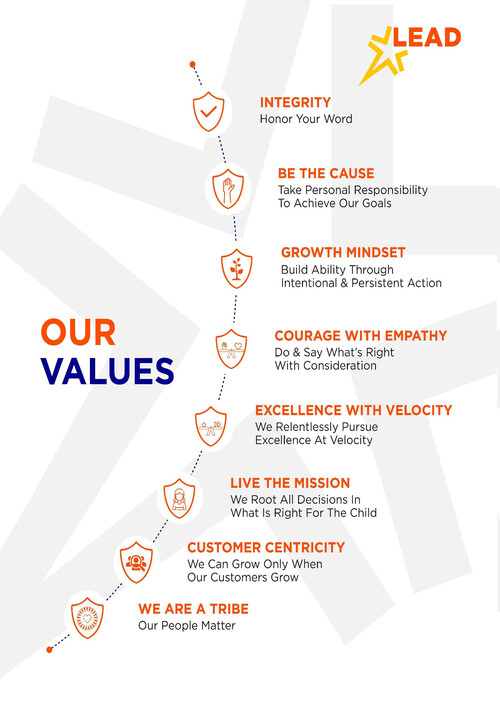 LEAD
INTEGRITY
Honor Your Word
BE THE CAUSE
Take Personal Responsibility
To Achieve Our Goals
GROWTH MINDSET
Build Ability Through
Intentional & Persistent Action
OUR
VALUES
COURAGE WITH EMPATHY
Do & Say What's Right
With Consideration
EXCELLENCE WITH VELOCITY
We Relentlessly Pursue
Excellence At Velocity
LIVE THE MISSION
We Root All Decisions In
What Is Right For The Child
CUSTOMER CENTRICITY
We Can Grow Only When
Our Customers Grow
WE ARE A TRIBE
Our People Matter